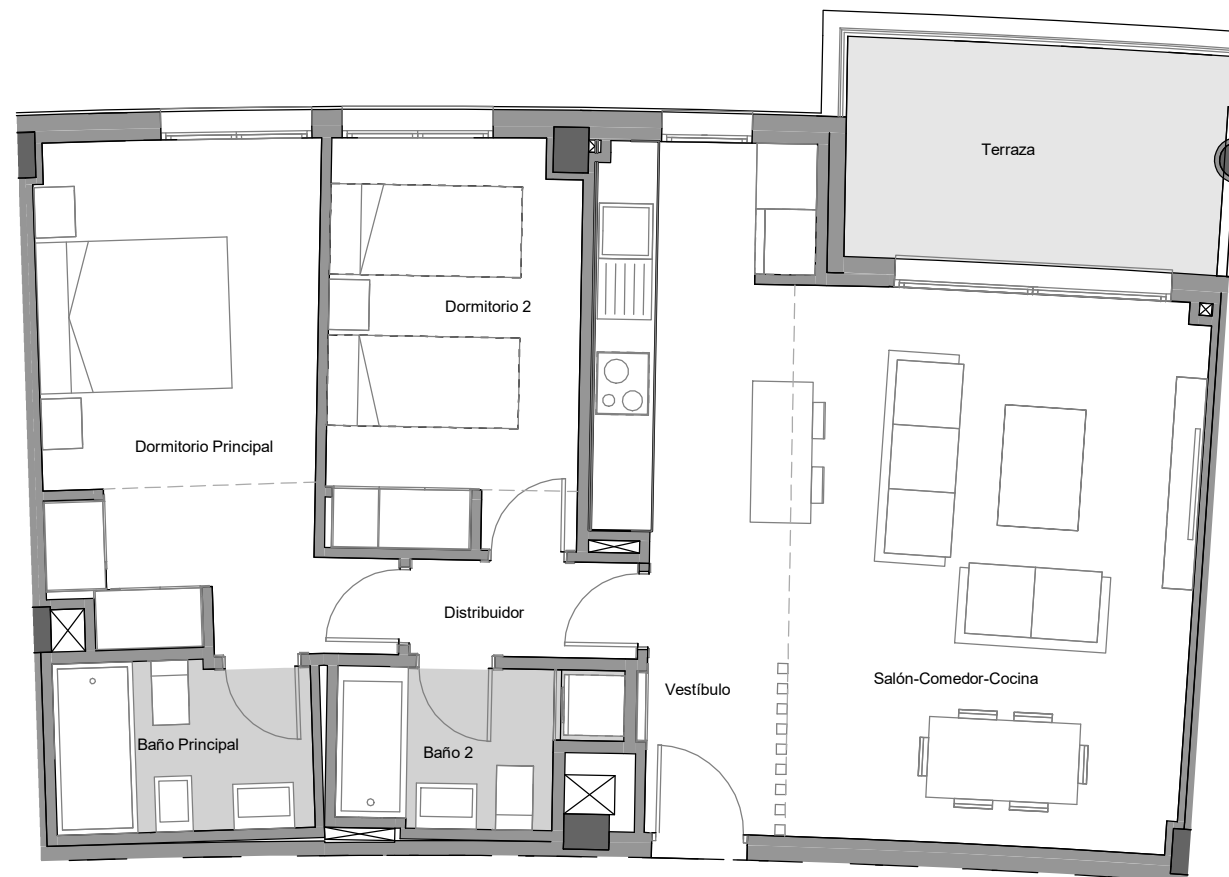 Terraza
Dormitorio 2
Dormitorio Principal
Distribuidor
Vestíbulo
Salón-Comedor-Cocina
Baño Principal
Baño 2